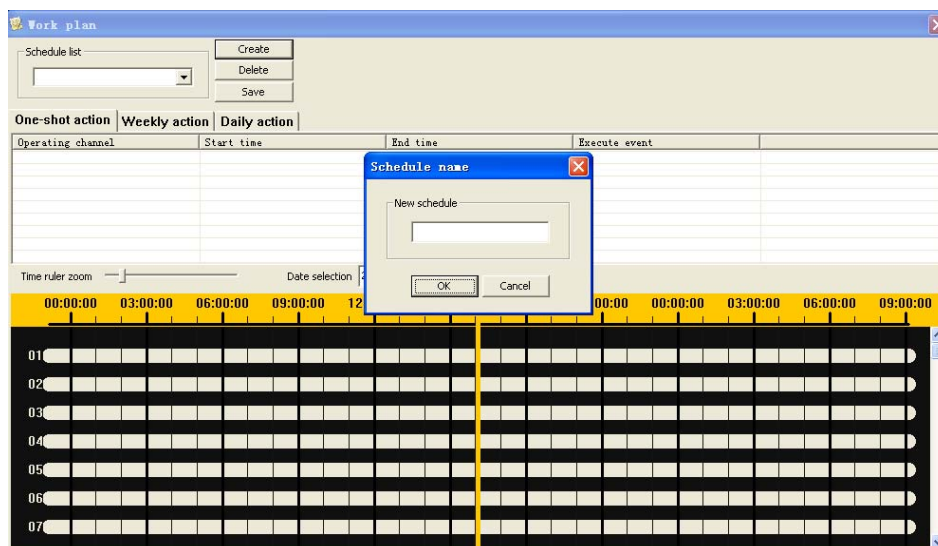 Work plan
Schedule list
Create
Delete
Save
One-shot action Weekly action Daily action
Operating channel Start time End time Execute event
Schedule name
New schedule
OK Cancel
Time ruler zoom Date selection
00:00:00 03:00:00 06:00:00 09:00:00 12 00:00 00:00:00 03:00:00 06:00:00 09:00:00
01
02
03
04
05
06
07